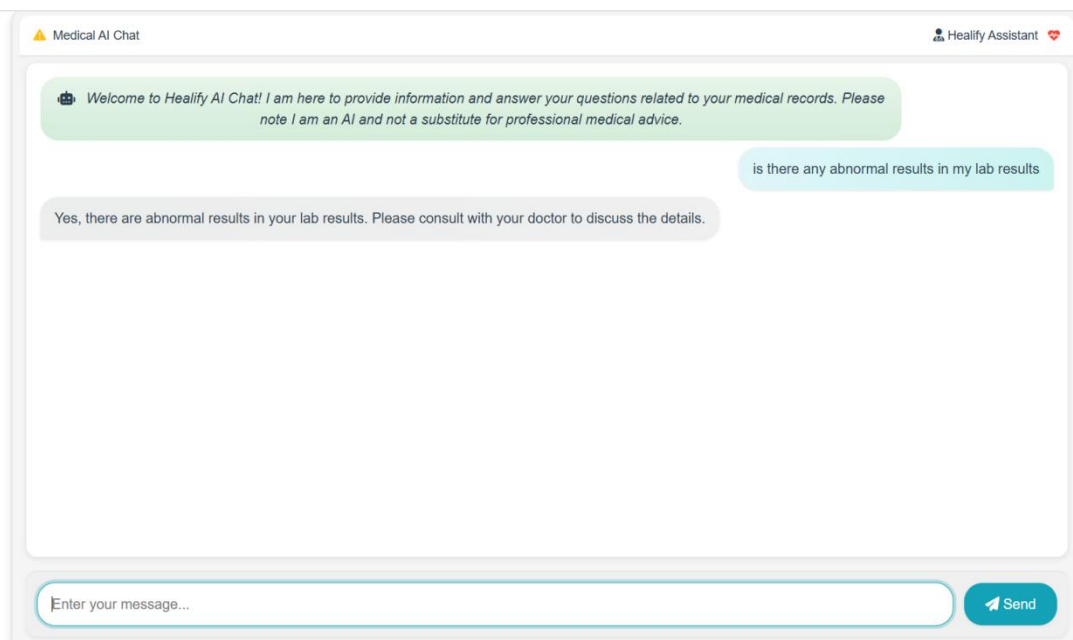 Medical AI Chat
Healify Assistant
Welcome to Healify AI Chat! I am here to provide information and answer your questions related to your medical records. Please
note I am an AI and not a substitute for professional medical advice.
is there any abnormal results in my lab results
Yes, there are abnormal results in your lab results. Please consult with your doctor to discuss the details.
Enter your message...
Send